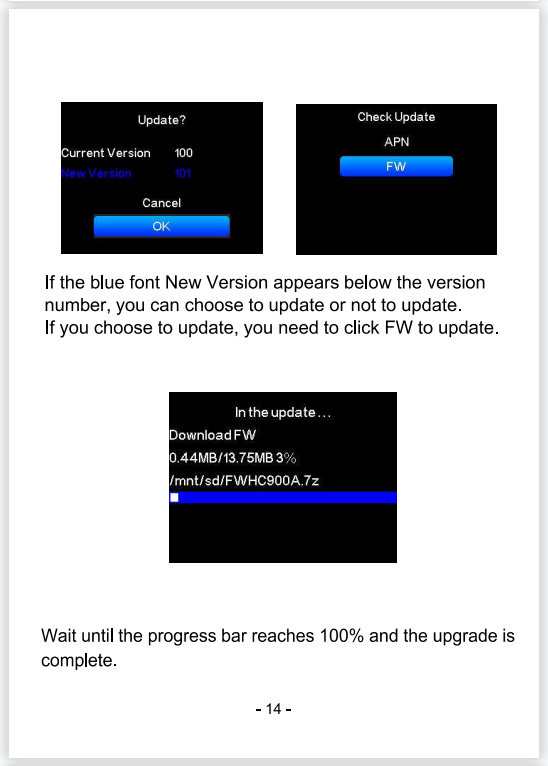 Update?
Current Version 100
New Version 101
Cancel
OK
Check Update
APN
FW
If the blue font New Version appears below the version
number, you can choose to update or not to update.
If you choose to update, you need to click FW to update.
In the update...
Download FW
0.44MB/13.75MB 3%
/mnt/sd/FWHC900A.7z
Wait until the progress bar reaches 100% and the upgrade is
complete.
- 14 -